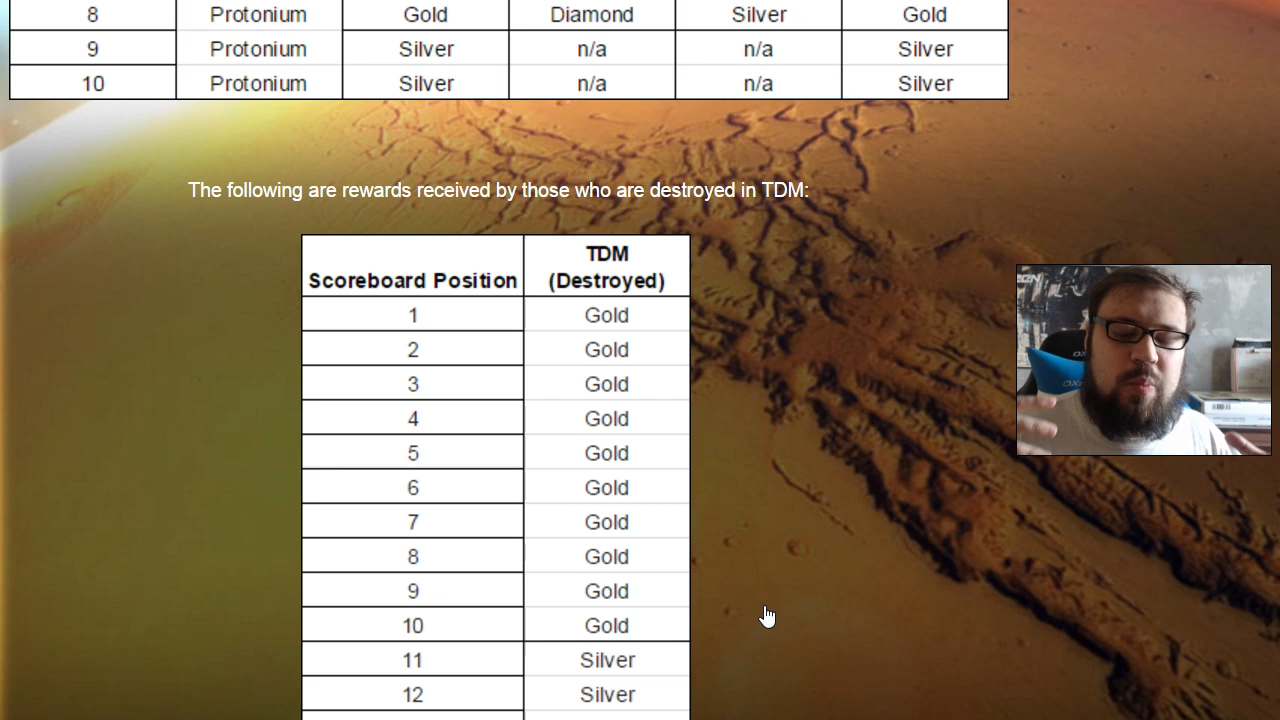 8 Protonium Gold Diamond Silver Gold
9 Protonium Silver n/a n/a Silver
10 Protonium Silver n/a n/a Silver
The following are rewards received by those who are destroyed in TDM:
Scoreboard Position TDM
(Destroyed)
1 Gold
2 Gold
3 Gold
4 Gold
5 Gold
6 Gold
7 Gold
8 Gold
9 Gold
10 Gold
11 Silver
12 Silver